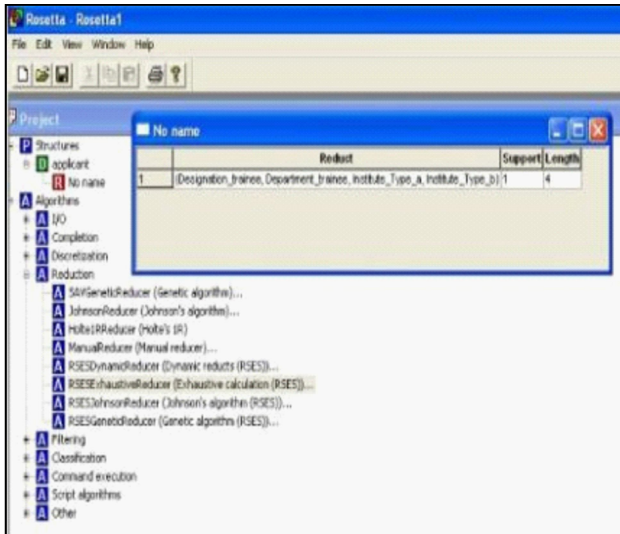 Rosetta - Rosetta1
File Edit View Window Help
Project
Structures
applicant
No name
Algorithms
I/O
Completion
Discretization
Reduction
SAVGeneticReducer (Genetic algorithm)...
JohnsonReducer (Johnson's algorithm)...
Holte1RReducer (Holte's 1R)
ManualReducer (Manual reducer)...
RSESDynamicReducer (Dynamic reducts (RSES))...
RSESExhaustiveReducer (Exhaustive calculation (RSES))...
RSESJohnsonReducer (Johnson's algorithm (RSES))...
RSESGeneticReducer (Genetic algorithm (RSES))...
Filtering
Classification
Command execution
Script algorithms
Other
No name
Reduct Support Length
1 {Designation_trainee, Department_trainee, Institute_Type_a, Institute_Type_b} 1 4